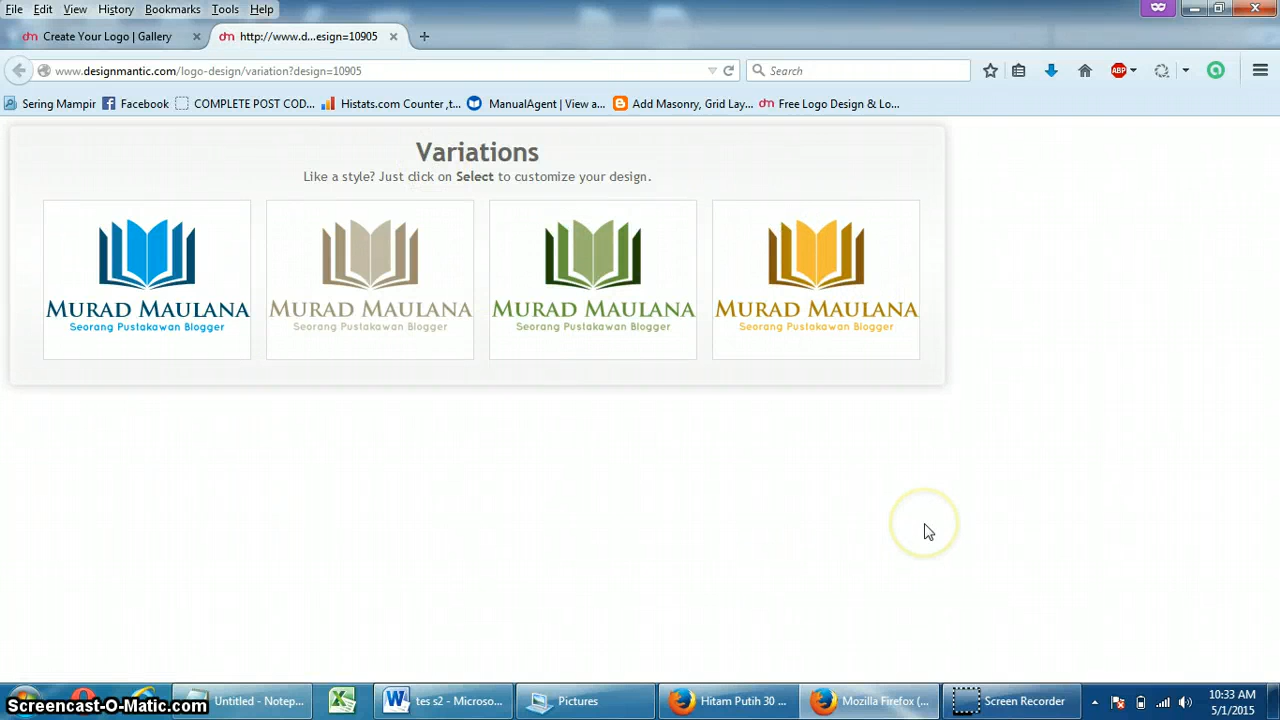 File Edit View History Bookmarks Tools Help
dm Create Your Logo | Gallery
dm http://www.d...esign=10905
www.designmantic.com/logo-design/variation?design=10905
Search
ABP
Sering Mampir
Facebook
COMPLETE POST COD...
HiStats.com Counter ,t...
ManualAgent | View a...
Add Masonry, Grid Lay...
dm Free Logo Design & Lo...
Variations
Like a style? Just click on Select to customize your design.
MURAD MAULANA
Seorang Pustakawan Blogger
MURAD MAULANA
Seorang Pustakawan Blogger
MURAD MAULANA
Seorang Pustakawan Blogger
MURAD MAULANA
Seorang Pustakawan Blogger
Screencast-O-Matic.com
Untitled - Notep...
tes s2 - Microso...
Pictures
Hitam Putih 30 ...
Mozilla Firefox (...
Screen Recorder
10:33 AM
5/1/2015